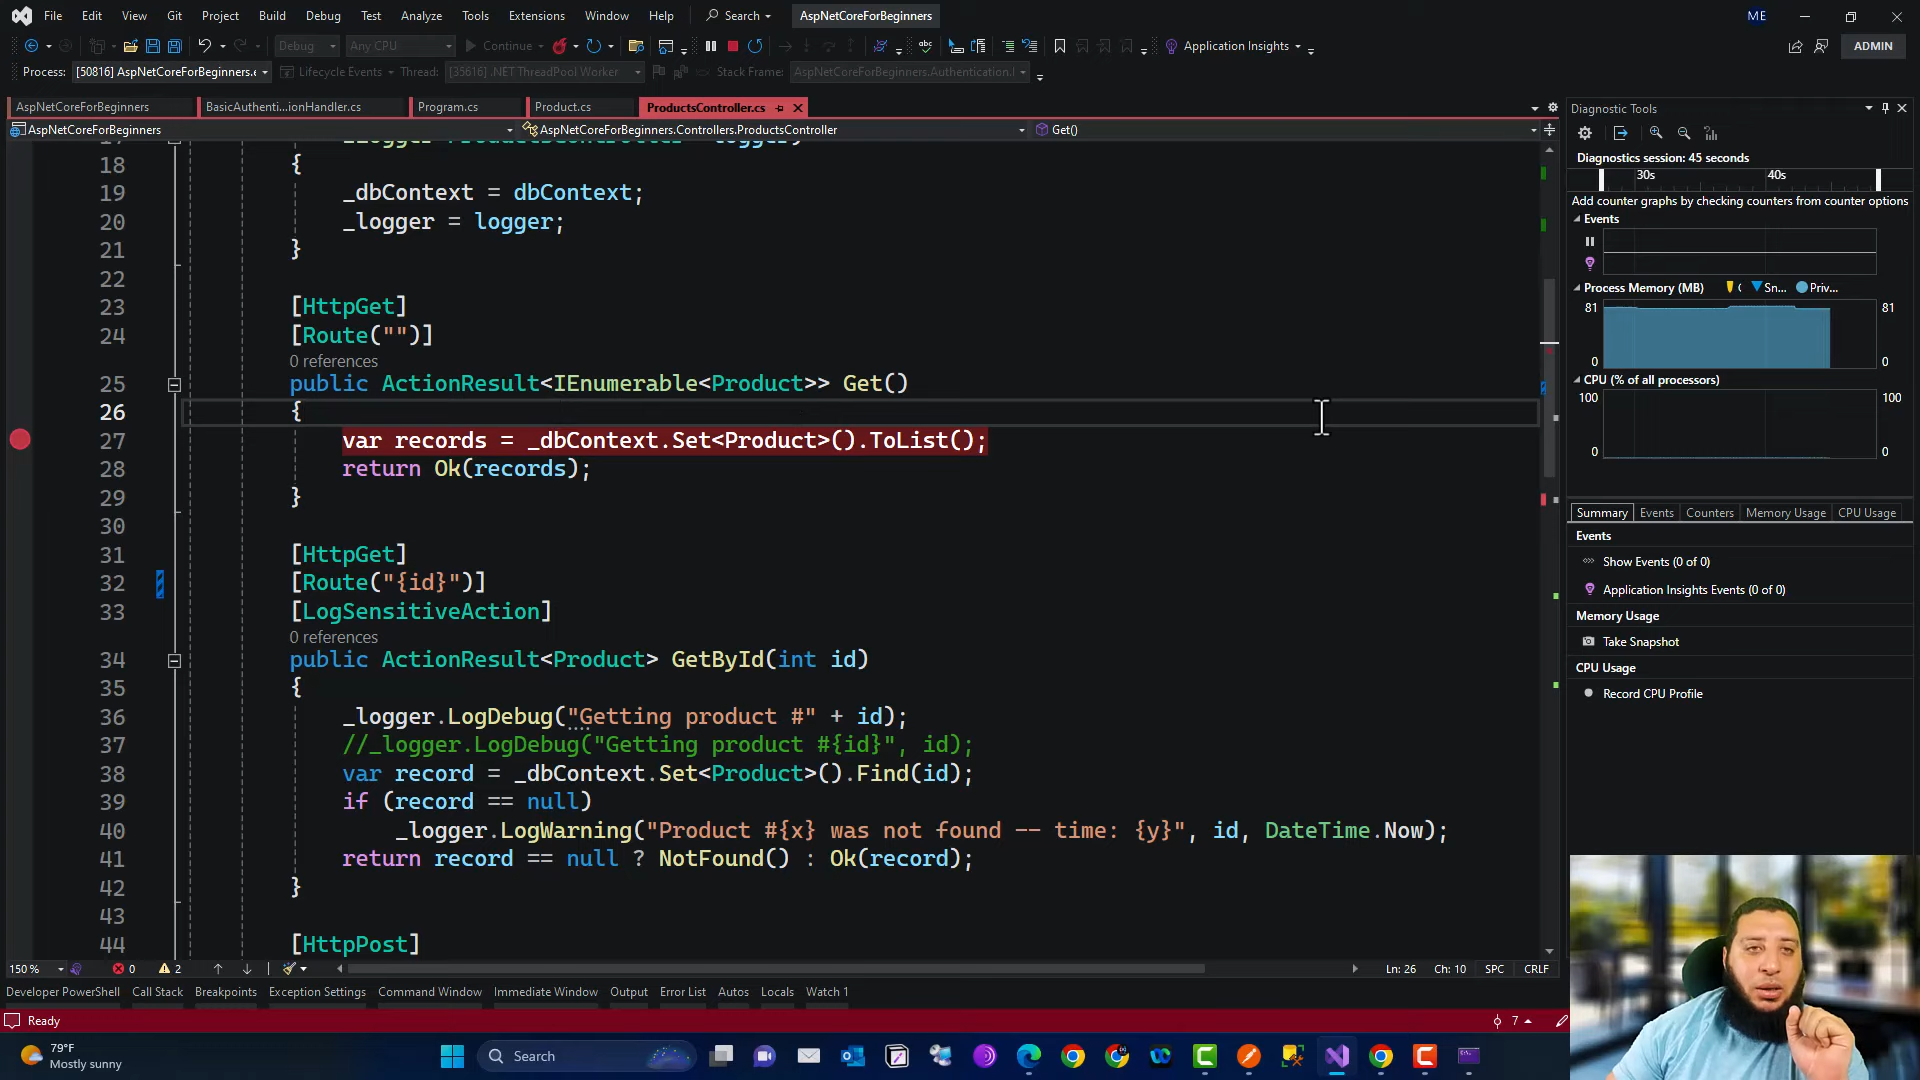 File Edit View Git Project Build Debug Test Analyze Tools Extensions Window Help Search AspNetCoreForBeginners ME
Debug Any CPU Continue Application Insights ADMIN
Process: [50816] AspNetCoreForBeginners.e Lifecycle Events Thread: [35616] .NET ThreadPool Worker Stack Frame: AspNetCoreForBeginners.Authentication.I
AspNetCoreForBeginners BasicAuthenti...ionHandler.cs Program.cs Product.cs ProductsController.cs
AspNetCoreForBeginners AspNetCoreForBeginners.Controllers.ProductsController Get()
18 {
19 _dbContext = dbContext;
20 _logger = logger;
21 }
22
23 [HttpGet]
24 [Route("")]
0 references
25 public ActionResult<IEnumerable<Product>> Get()
26 {
27 var records = _dbContext.Set<Product>().ToList();
28 return Ok(records);
29 }
30
31 [HttpGet]
32 [Route("{id}")]
33 [LogSensitiveAction]
0 references
34 public ActionResult<Product> GetById(int id)
35 {
36 _logger.LogDebug("Getting product #" + id);
37 //_logger.LogDebug("Getting product #{id}", id);
38 var record = _dbContext.Set<Product>().Find(id);
39 if (record == null)
40 _logger.LogWarning("Product #{x} was not found -- time: {y}", id, DateTime.Now);
41 return record == null ? NotFound() : Ok(record);
42 }
43
44 [HttpPost]
150 % 0 2 Ln: 26 Ch: 10 SPC CRLF
Developer PowerShell Call Stack Breakpoints Exception Settings Command Window Immediate Window Output Error List Autos Locals Watch 1
Ready 7
Diagnostic Tools
Diagnostics session: 45 seconds
30s 40s
Add counter graphs by checking counters from counter options
Events
Process Memory (MB) Sn... Priv...
81 81
0 0
CPU (% of all processors)
100 100
0 0
Summary Events Counters Memory Usage CPU Usage
Events
Show Events (0 of 0)
Application Insights Events (0 of 0)
Memory Usage
Take Snapshot
CPU Usage
Record CPU Profile
79°F
Mostly sunny
Search